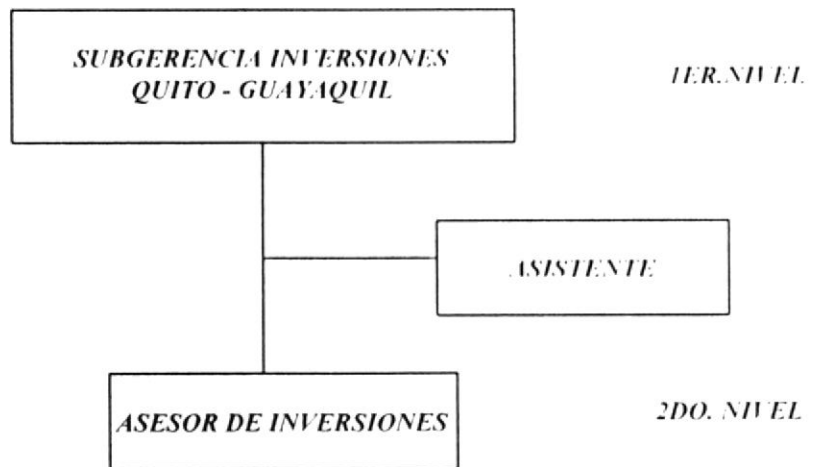 SUBGERENCIA INVERSIONES
QUITO - GUAYAQUIL
1ER. NIVEL
ASISTENTE
ASESOR DE INVERSIONES
2DO. NIVEL